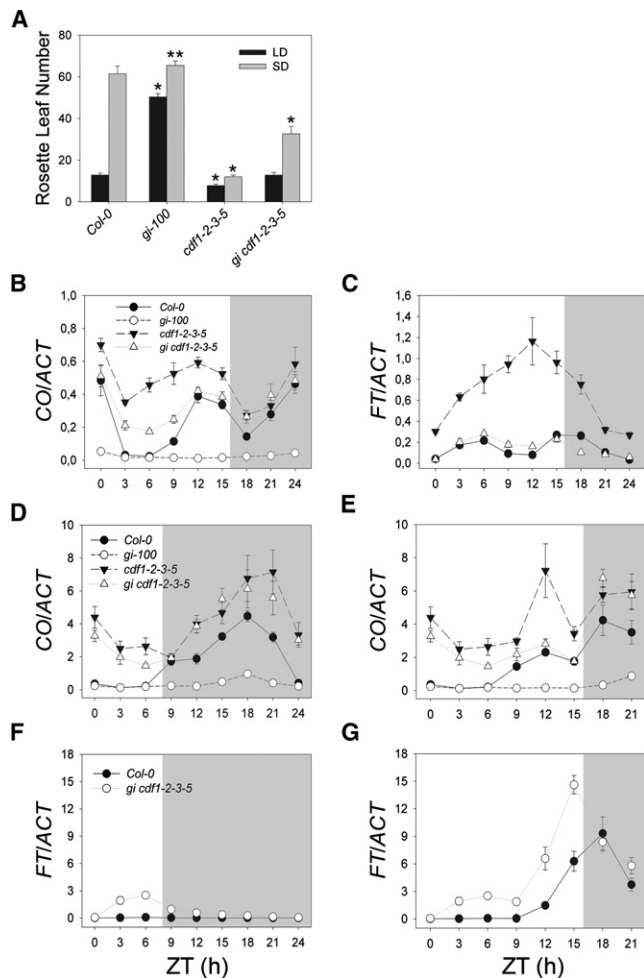 A
Rosette Leaf Number
80
60
40
20
0
LD
SD
*
**
*
*
*
Col-0
gi-100
cdf1-2-3-5
gi cdf1-2-3-5
B
CO/ACT
1,0
0,8
0,6
0,4
0,2
0,0
Col-0
gi-100
cdf1-2-3-5
gi cdf1-2-3-5
0 3 6 9 12 15 18 21 24
C
FT/ACT
1,6
1,4
1,2
1,0
0,8
0,6
0,4
0,2
0,0
0 3 6 9 12 15 18 21 24
D
CO/ACT
10
8
6
4
2
0
Col-0
gi-100
cdf1-2-3-5
gi cdf1-2-3-5
0 3 6 9 12 15 18 21 24
E
CO/ACT
10
8
6
4
2
0
0 3 6 9 12 15 18 21
F
FT/ACT
18
15
12
9
6
3
0
Col-0
gi cdf1-2-3-5
0 3 6 9 12 15 18 21 24
G
FT/ACT
18
15
12
9
6
3
0
0 3 6 9 12 15 18 21
ZT (h)